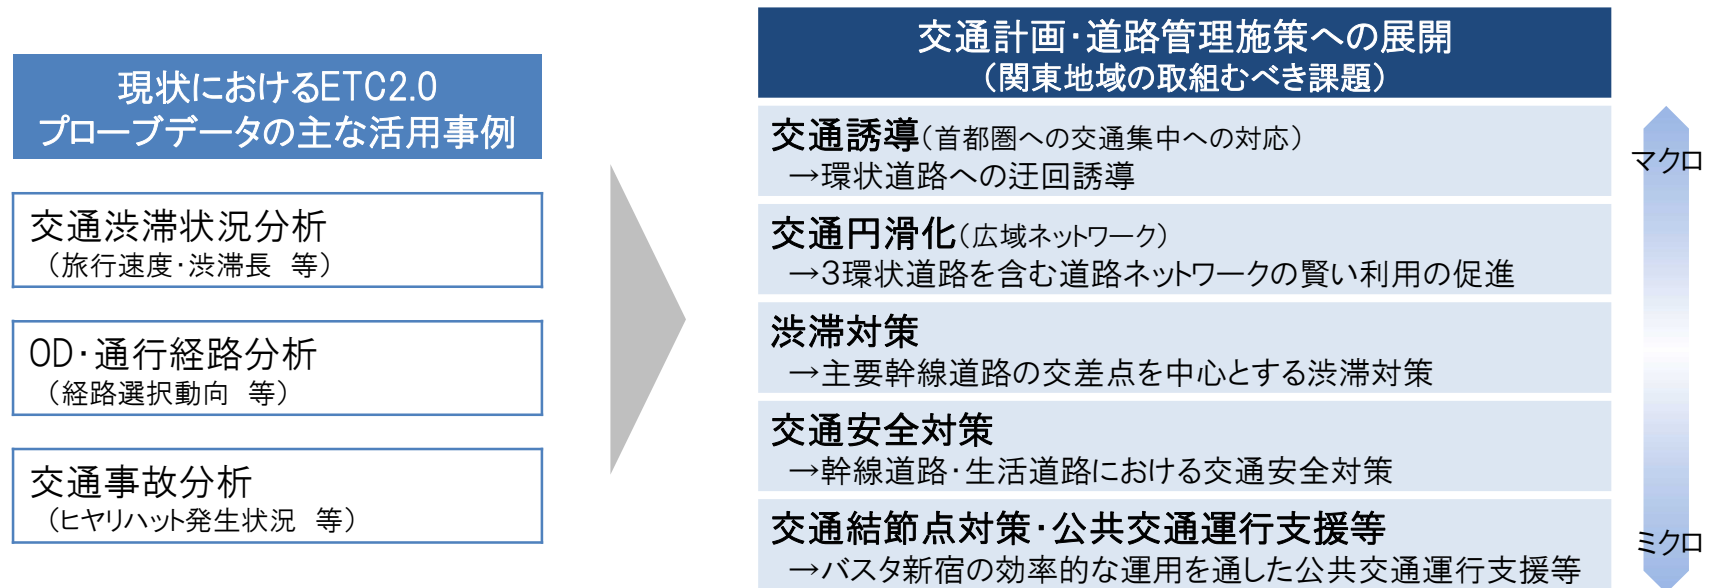 現状におけるETC2.0
プローブデータの主な活用事例
交通渋滞状況分析
（旅行速度･渋滞長　等）
OD･通行経路分析
（経路選択動向　等）
交通事故分析
（ヒヤリハット発生状況　等）
交通計画･道路管理施策への展開
（関東地域の取組むべき課題）
交通誘導（首都圏への交通集中への対応）
→環状道路への迂回誘導
交通円滑化（広域ネットワーク）
→3環状道路を含む道路ネットワークの賢い利用の促進
渋滞対策
→主要幹線道路の交差点を中心とする渋滞対策
交通安全対策
→幹線道路･生活道路における交通安全対策
交通結節点対策･公共交通運行支援等
→バスタ新宿の効率的な運用を通した公共交通運行支援等
マクロ
ミクロ